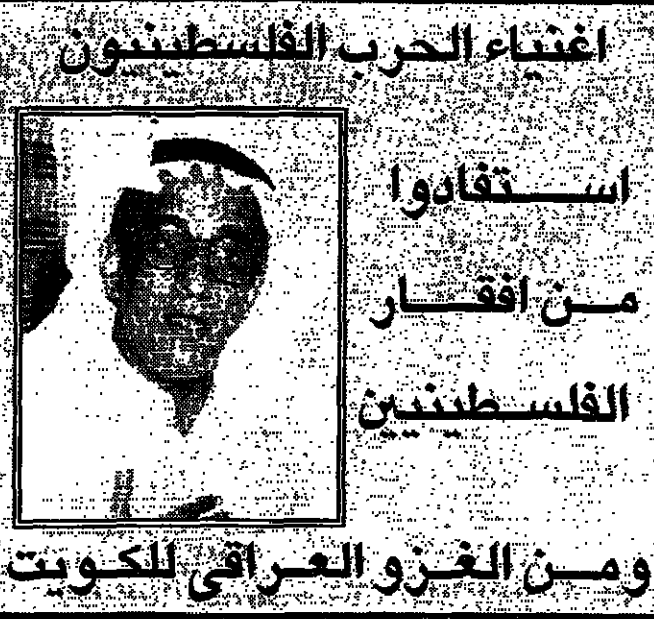 اغنياء الحرب الفلسطينيون
استفادوا
من افقار
الفلسطينيين
ومن الغزو العراقي للكويت